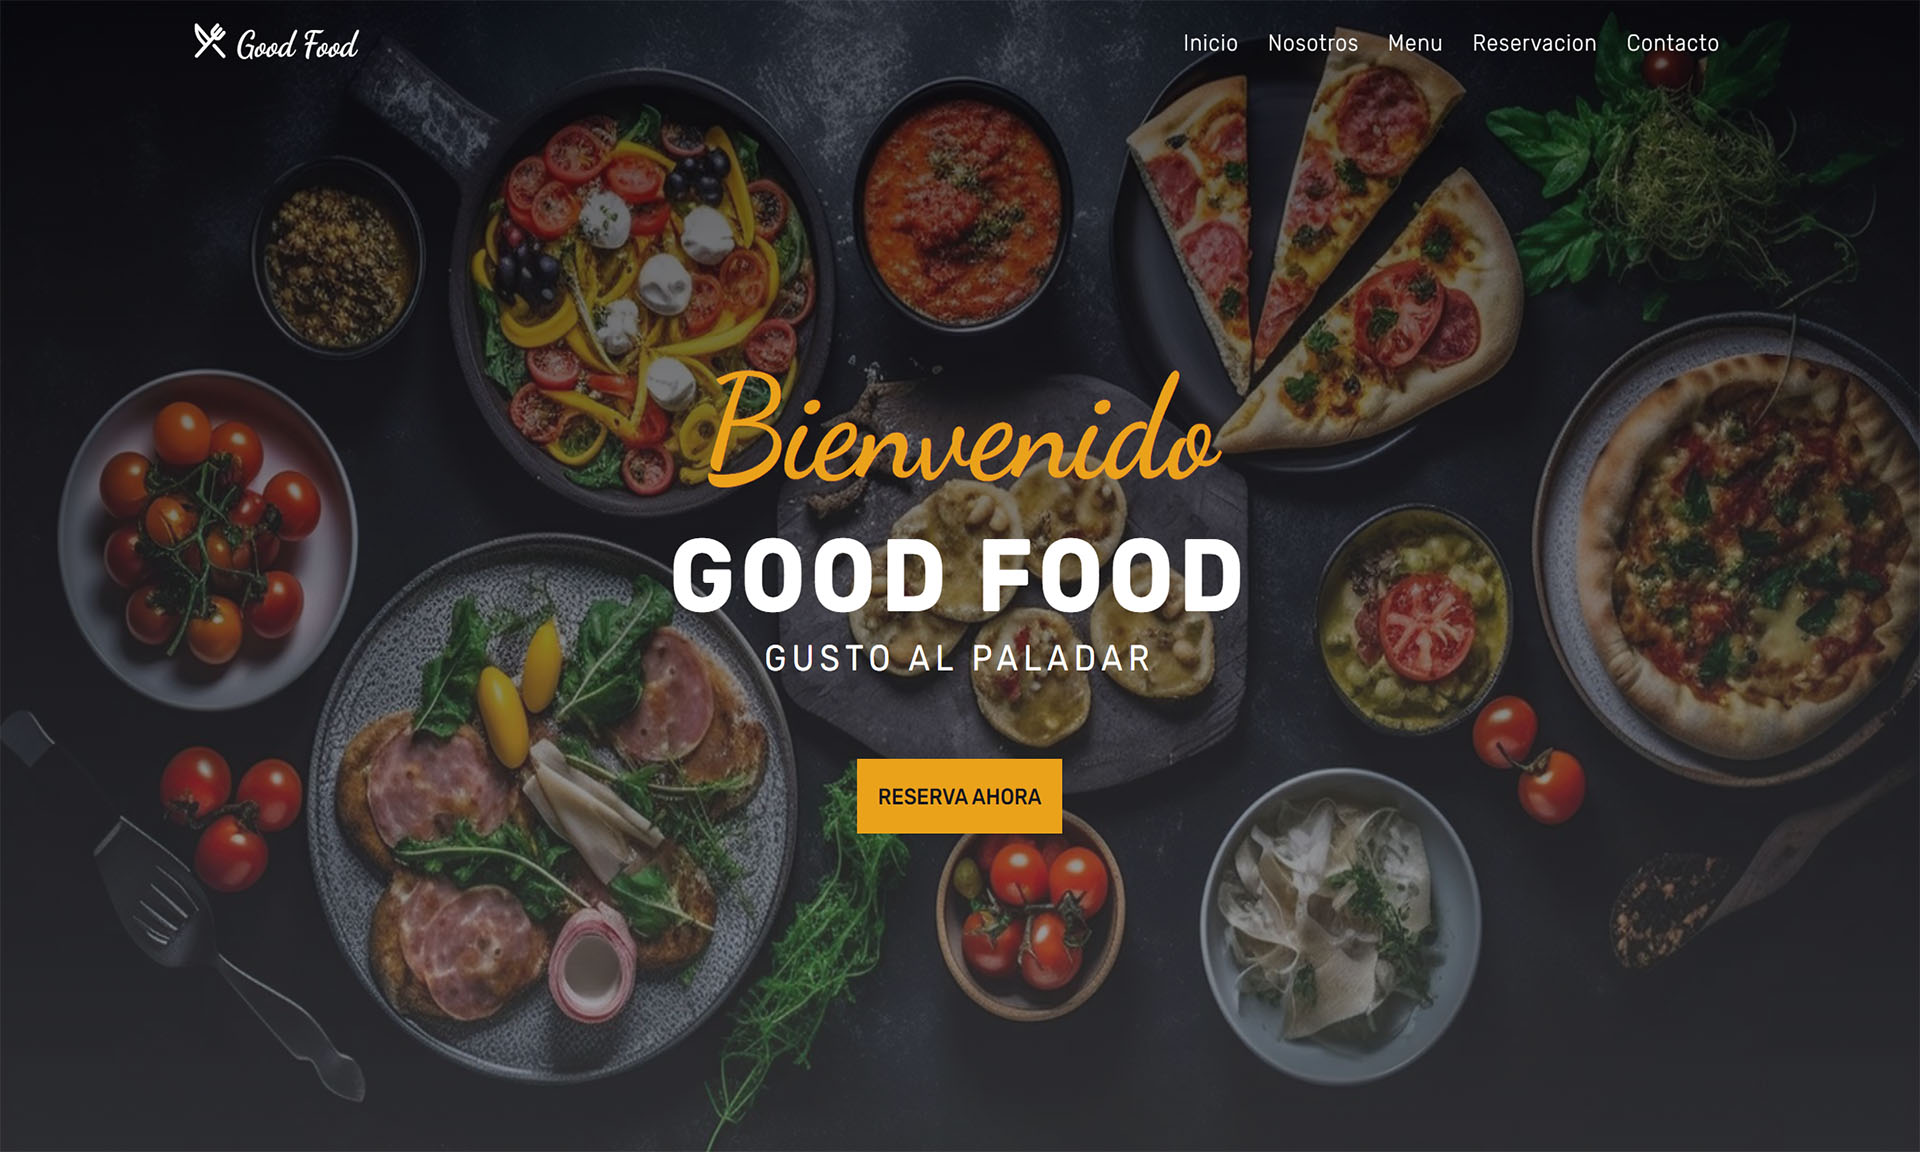 Good Food
Inicio Nosotros Menu Reservacion Contacto
Bienvenido
GOOD FOOD
GUSTO AL PALADAR
RESERVA AHORA